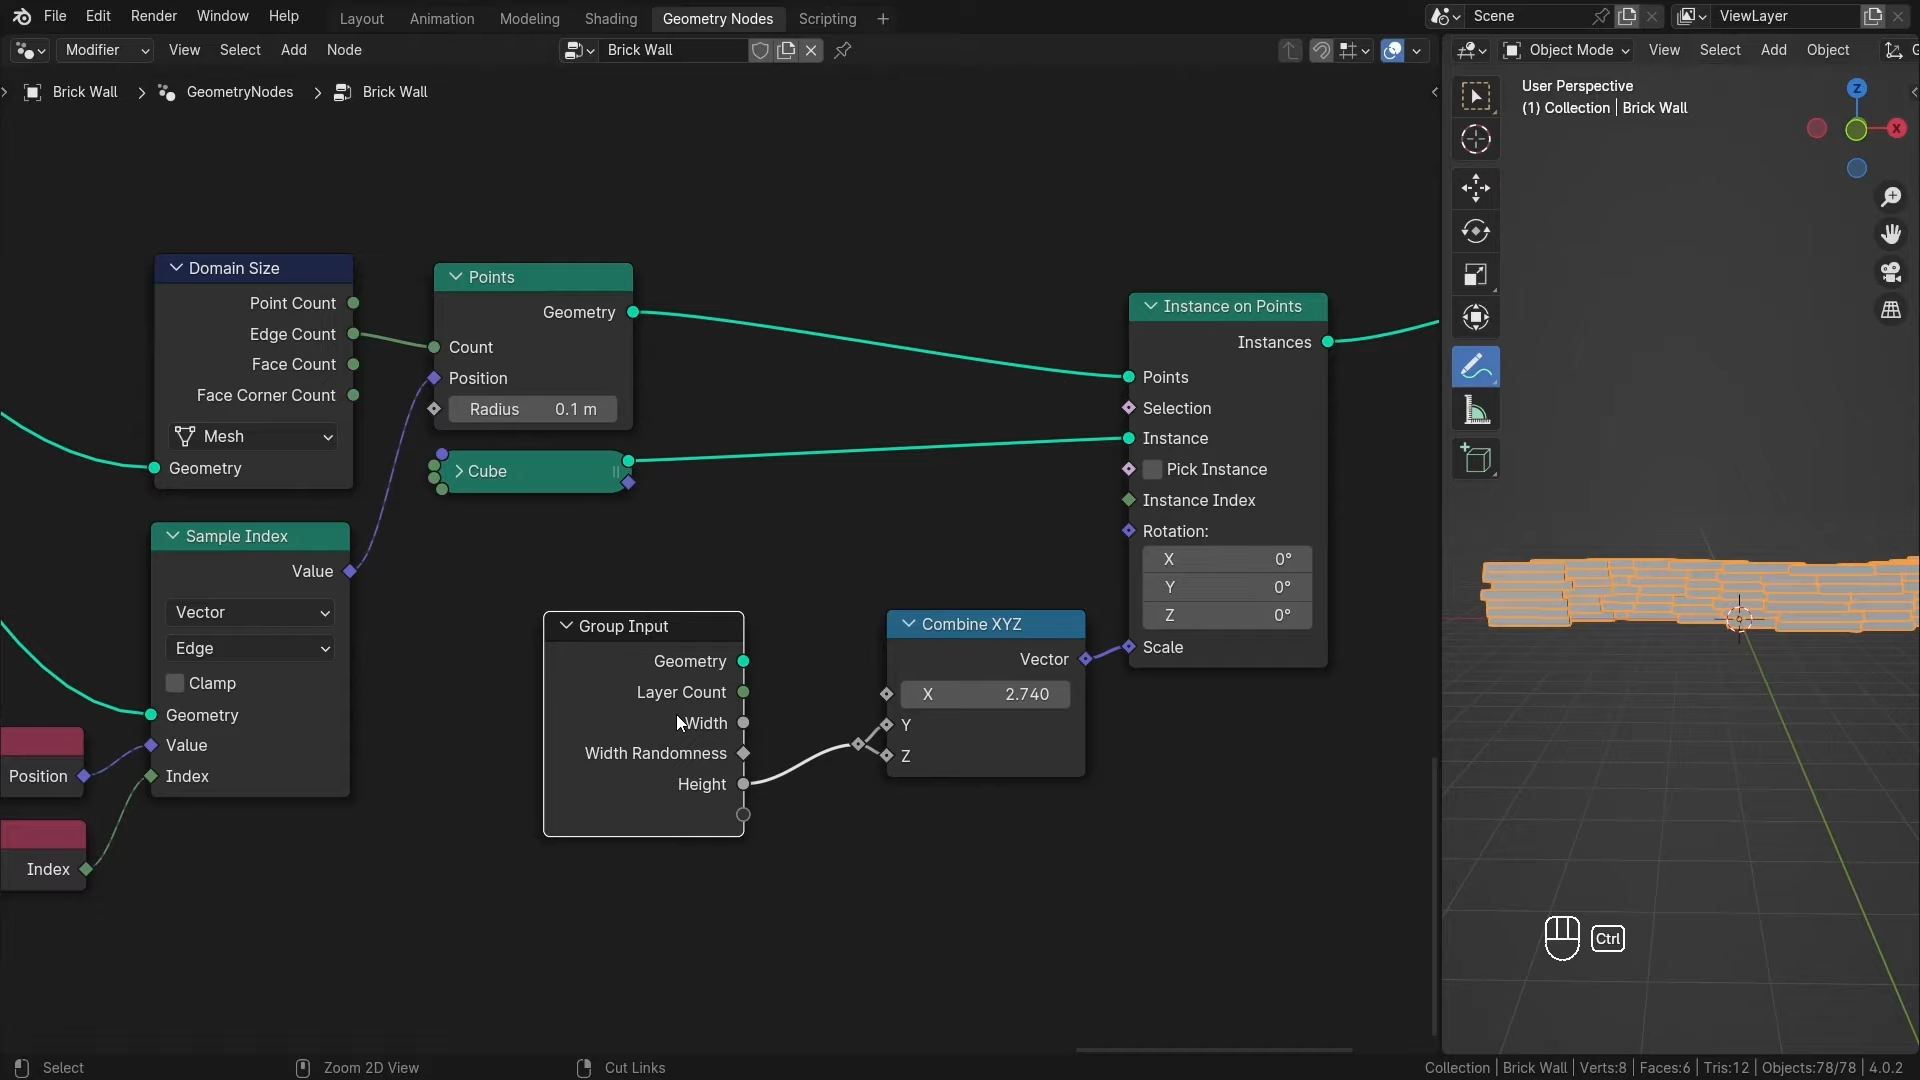 File Edit Render Window Help Layout Animation Modeling Shading Geometry Nodes Scripting + Scene ViewLayer
Modifier View Select Add Node Brick Wall Object Mode View Select Add Object
Brick Wall > GeometryNodes > Brick Wall
User Perspective
(1) Collection | Brick Wall
Z
X
Domain Size
Point Count
Edge Count
Face Count
Face Corner Count
Mesh
Geometry
Points
Geometry
Count
Position
Radius 0.1 m
Cube
Instance on Points
Instances
Points
Selection
Instance
Pick Instance
Instance Index
Rotation:
X 0°
Y 0°
Z 0°
Scale
Sample Index
Value
Vector
Edge
Clamp
Geometry
Value
Index
Position
Index
Group Input
Geometry
Layer Count
Width
Width Randomness
Height
Combine XYZ
Vector
X 2.740
Y
Z
Ctrl
Select Zoom 2D View Cut Links Collection | Brick Wall | Verts:8 | Faces:6 | Tris:12 | Objects:78/78 | 4.0.2